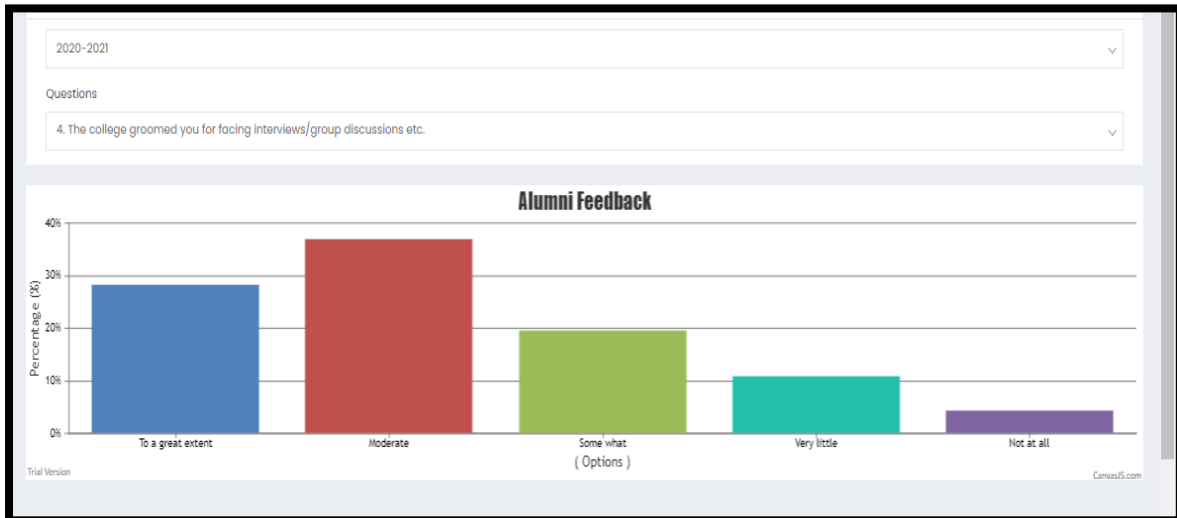 2020-2021
Questions
4. The college groomed you for facing interviews/group discussions etc.
Alumni Feedback
40%
30%
20%
10%
0%
Percentage (%)
To a great extent
Moderate
Some what
Very little
Not at all
( Options )
Trial Version
CanvasJS.com